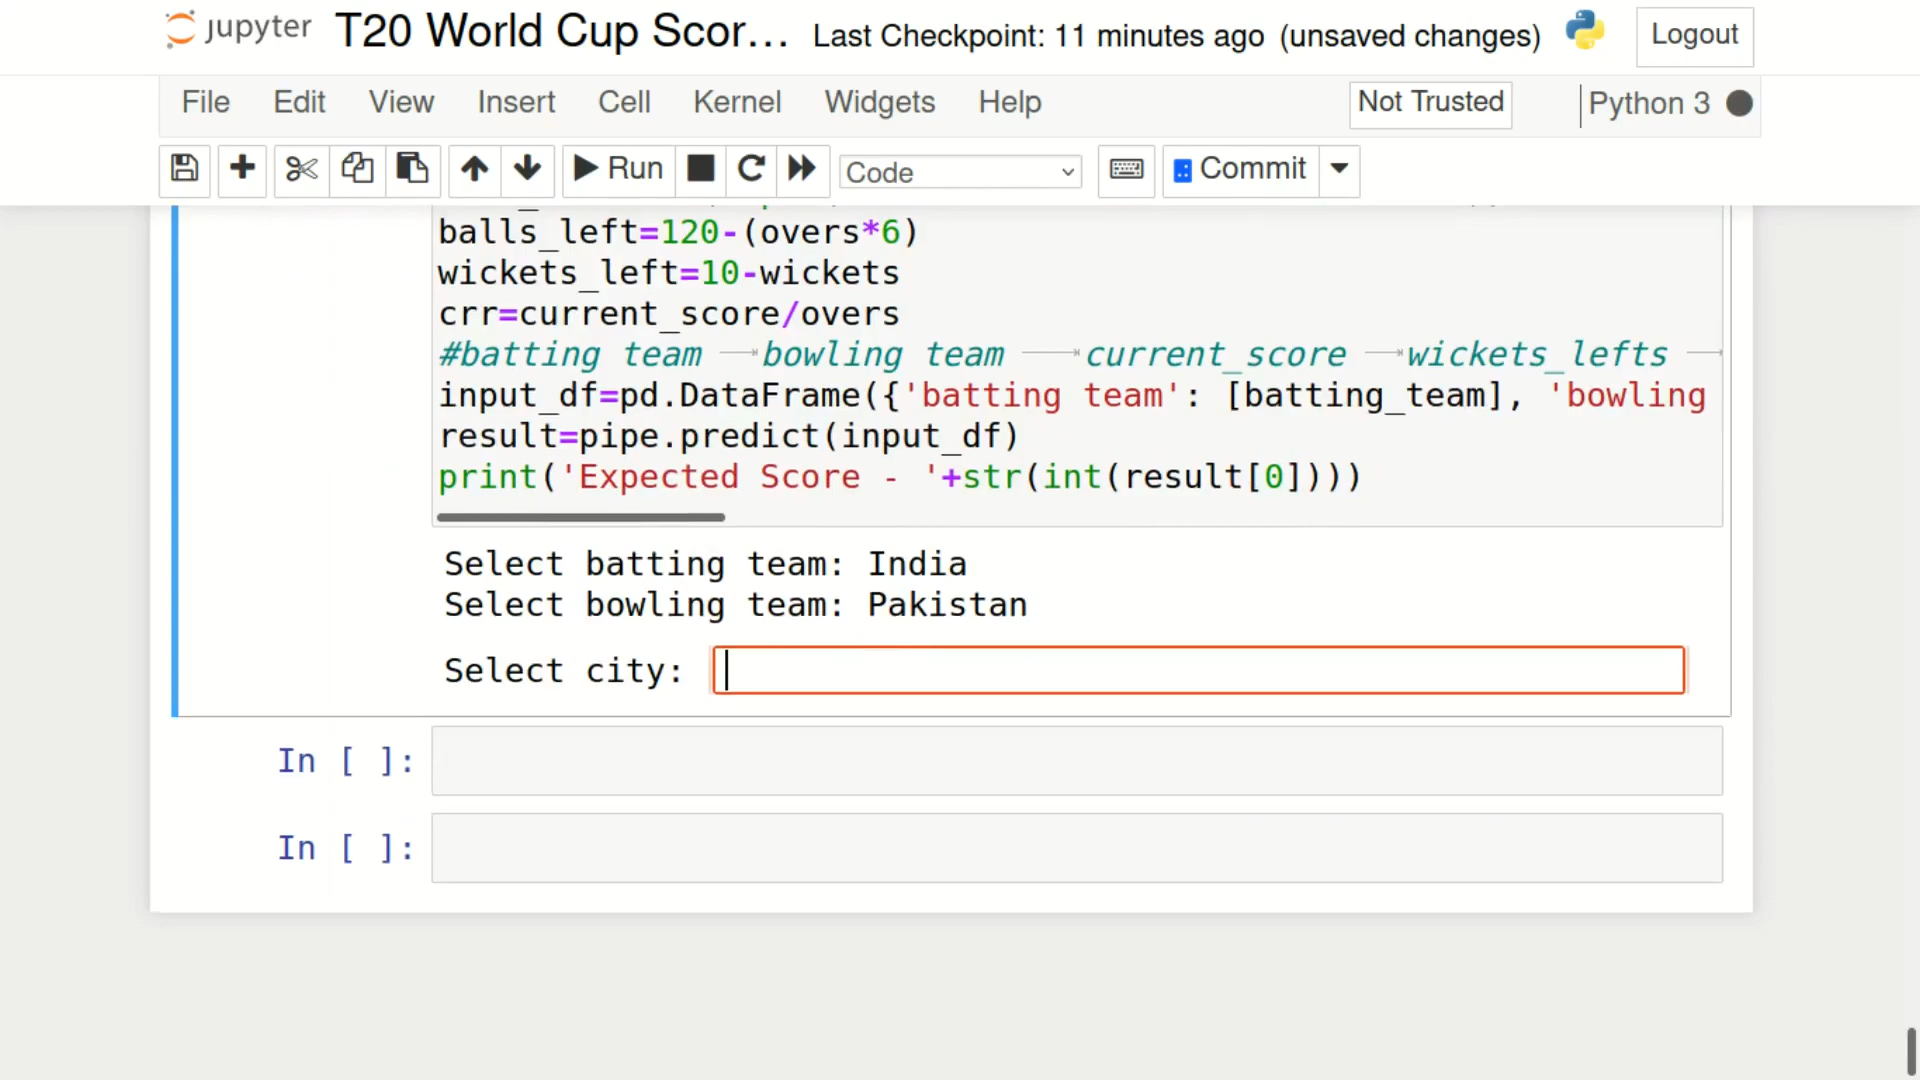 jupyter T20 World Cup Scor... Last Checkpoint: 11 minutes ago (unsaved changes) Logout
File Edit View Insert Cell Kernel Widgets Help Not Trusted Python 3
Run Code Commit
balls_left=120-(overs*6)
wickets_left=10-wickets
crr=current_score/overs
#batting team bowling team current_score wickets_lefts
input_df=pd.DataFrame({'batting team': [batting_team], 'bowling
result=pipe.predict(input_df)
print('Expected Score - '+str(int(result[0])))
Select batting team: India
Select bowling team: Pakistan
Select city:
In [ ]:
In [ ]: